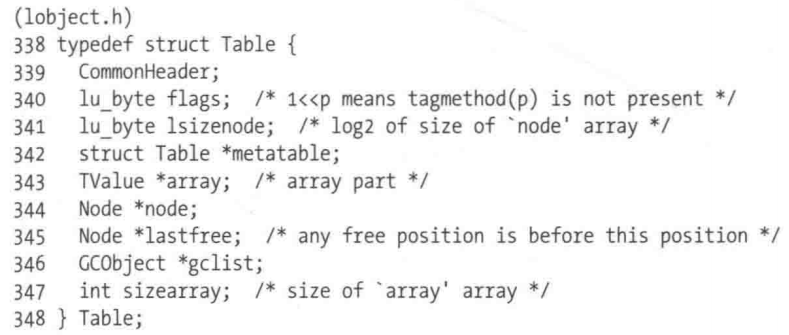 (lobject.h)
338 typedef struct Table {
339   CommonHeader;
340   lu_byte flags;  /* 1<<p means tagmethod(p) is not present */
341   lu_byte lsizenode;  /* log2 of size of `node' array */
342   struct Table *metatable;
343   TValue *array;  /* array part */
344   Node *node;
345   Node *lastfree;  /* any free position is before this position */
346   GCObject *gclist;
347   int sizearray;  /* size of `array' array */
348 } Table;